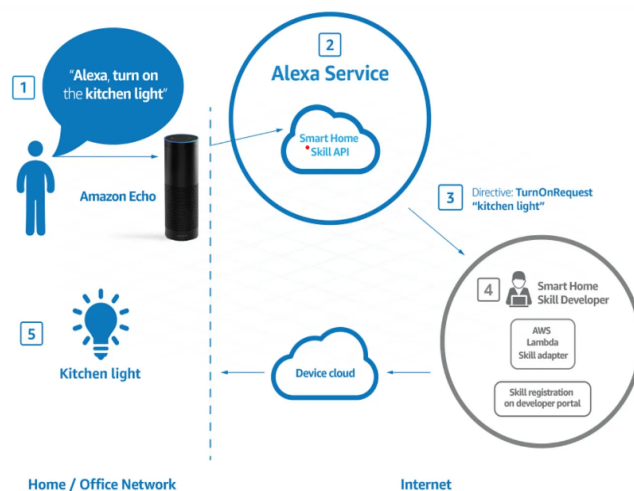 1
“Alexa, turn on
the kitchen light”
Amazon Echo
2
Alexa Service
Smart Home
Skill API
3
Directive: TurnOnRequest
“kitchen light”
4
Smart Home
Skill Developer
AWS
Lambda
Skill adapter
Skill registration
on developer portal
Device cloud
5
Kitchen light
Home / Office Network
Internet